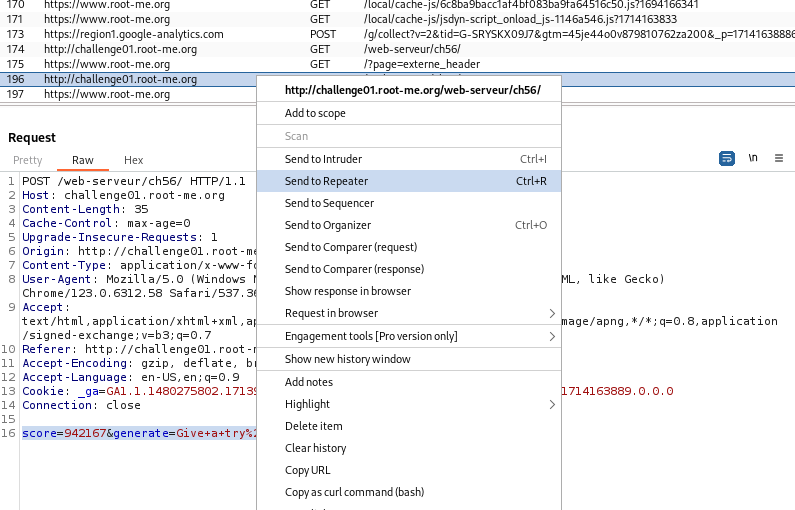 170 https://www.root-me.org GET /local/cache-js/6c8ba9bacc1af4bf083ba9fa64516c50.js?1694166341
171 https://www.root-me.org GET /local/cache-js/jsdyn-script_onload_js-1146a546.js?1714163833
173 https://region1.google-analytics.com POST /g/collect?v=2&tid=G-SRYSKX09J7&gtm=45je44o0v879810762za200&_p=1714163886
174 http://challenge01.root-me.org GET /web-serveur/ch56/
175 https://www.root-me.org GET /?page=externe_header
196 http://challenge01.root-me.org
197 https://www.root-me.org
http://challenge01.root-me.org/web-serveur/ch56/
Add to scope
Scan
Send to Intruder Ctrl+I
Send to Repeater Ctrl+R
Send to Sequencer
Send to Organizer Ctrl+O
Send to Comparer (request)
Send to Comparer (response)
Show response in browser
Request in browser
Engagement tools [Pro version only]
Show new history window
Add notes
Highlight
Delete item
Clear history
Copy URL
Copy as curl command (bash)
Request
Pretty Raw Hex
\n
1 POST /web-serveur/ch56/ HTTP/1.1
2 Host: challenge01.root-me.org
3 Content-Length: 35
4 Cache-Control: max-age=0
5 Upgrade-Insecure-Requests: 1
6 Origin: http://challenge01.root-me
7 Content-Type: application/x-www-fo
8 User-Agent: Mozilla/5.0 (Windows N ML, like Gecko)
Chrome/123.0.6312.58 Safari/537.36
9 Accept:
text/html,application/xhtml+xml,ap mage/apng,*/*;q=0.8,application
/signed-exchange;v=b3;q=0.7
10 Referer: http://challenge01.root-m
11 Accept-Encoding: gzip, deflate, br
12 Accept-Language: en-US,en;q=0.9
13 Cookie: _ga=GA1.1.1480275802.17139 1714163889.0.0.0
14 Connection: close
15
16 score=942167&generate=Give+a+try%2